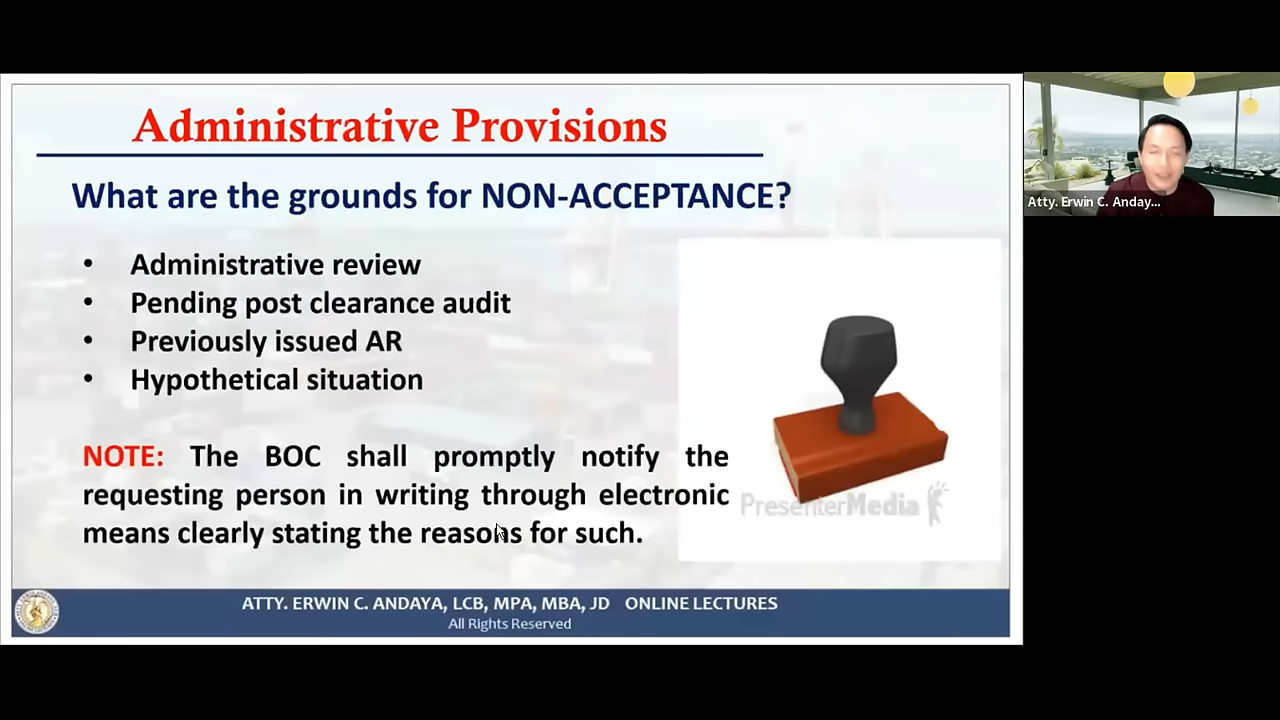 Administrative Provisions
What are the grounds for NON-ACCEPTANCE?
• Administrative review
• Pending post clearance audit
• Previously issued AR
• Hypothetical situation
NOTE: The BOC shall promptly notify the
requesting person in writing through electronic
means clearly stating the reasons for such.
PresenterMedia
ATTY. ERWIN C. ANDAYA, LCB, MPA, MBA, JD ONLINE LECTURES
All Rights Reserved
Atty. Erwin C. Anday...